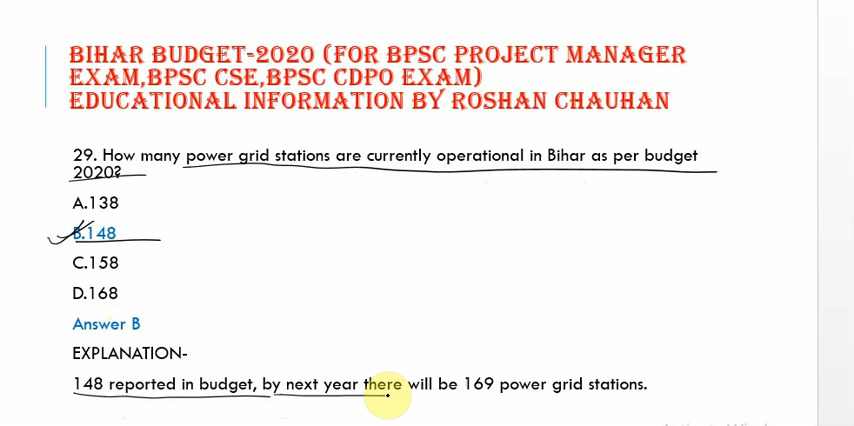 BIHAR BUDGET-2020 (FOR BPSC PROJECT MANAGER
EXAM,BPSC CSE,BPSC CDPO EXAM)
EDUCATIONAL INFORMATION BY ROSHAN CHAUHAN
29. How many power grid stations are currently operational in Bihar as per budget
2020?
A.138
B.148
C.158
D.168
Answer B
EXPLANATION-
148 reported in budget, by next year there will be 169 power grid stations.